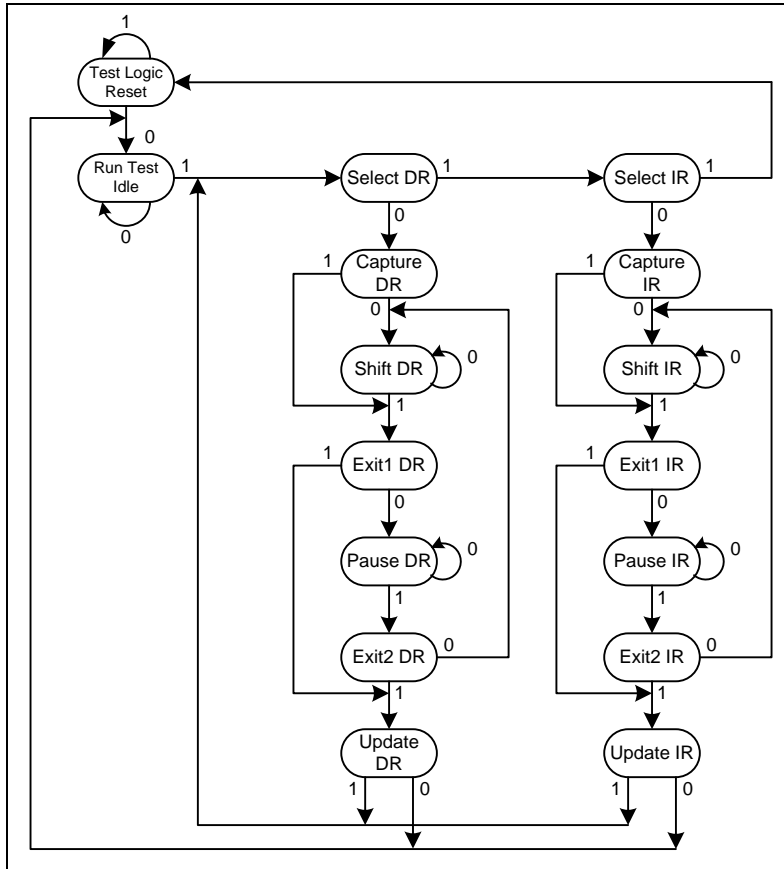 1
Test Logic
Reset
0
Run Test
Idle
1
0
Select DR
1
Select IR
1
0
0
Capture
DR
1
0
Capture
IR
1
0
Shift DR
0
1
Shift IR
0
1
Exit1 DR
1
0
Exit1 IR
1
0
Pause DR
0
1
Pause IR
0
1
Exit2 DR
0
1
Exit2 IR
0
1
Update
DR
1
0
Update IR
1
0